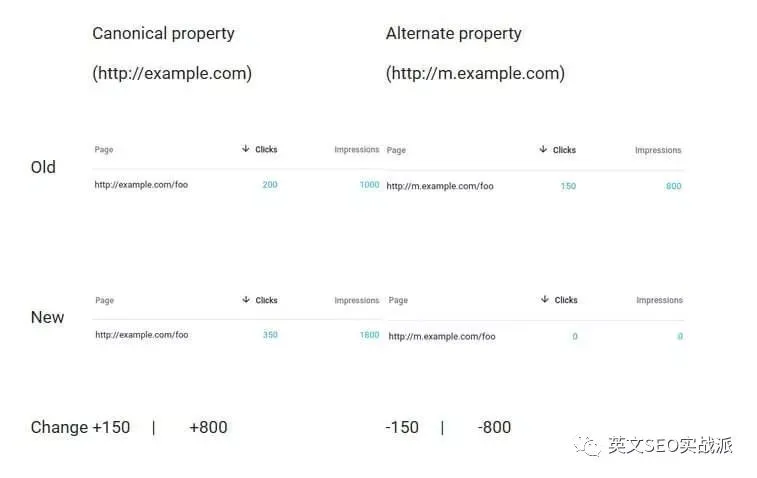 Canonical property Alternate property
(http://example.com) (http://m.example.com)
Page ↓ Clicks Impressions Page ↓ Clicks Impressions
Old
http://example.com/foo 200 1000 http://m.example.com/foo 150 800
Page ↓ Clicks Impressions Page ↓ Clicks Impressions
New
http://example.com/foo 350 1800 http://m.example.com/foo 0 0
Change +150 | +800 -150 | -800
英文SEO实战派